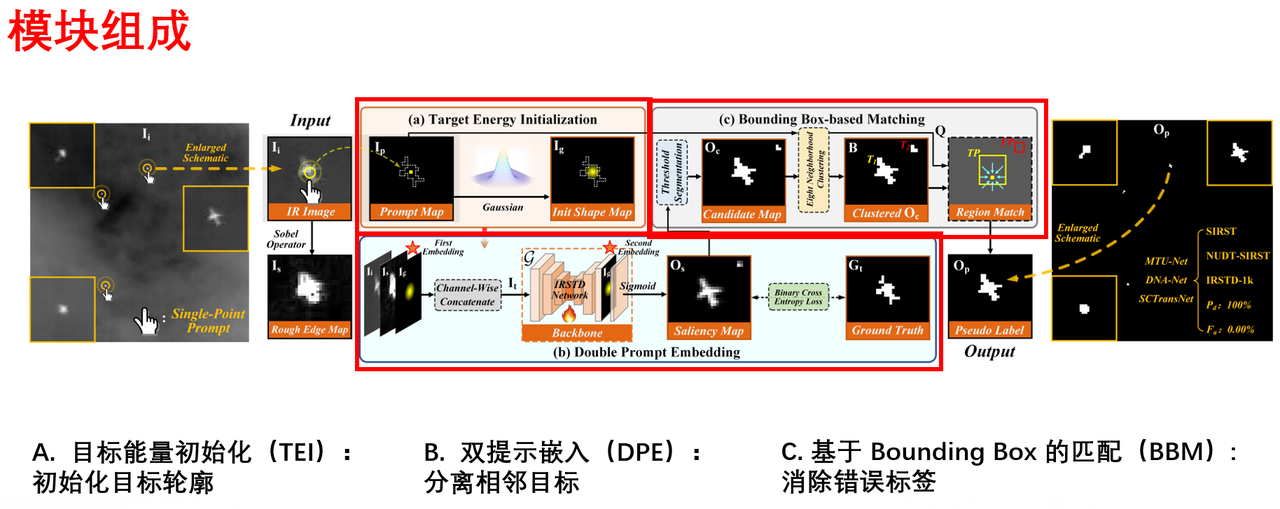 模块组成
I_i
Enlarged
Schematic
: Single-Point
Prompt
Input
I_i
IR Image
Sobel
Operator
I_s
Rough Edge Map
(a) Target Energy Initialization
I_p
Prompt Map
Gaussian
I_g
Init Shape Map
First
Embedding
I_i
I_s
I_g
Channel-Wise
Concatenate
I_t
G
IRSTD
Network
I_g
Backbone
Second
Embedding
Sigmoid
O_s
Saliency Map
Binary Cross
Entropy Loss
G_t
Ground Truth
(b) Double Prompt Embedding
(c) Bounding Box-based Matching
Threshold
Segmentation
O_c
Candidate Map
Eight Neighborhood
Clustering
B
T_1
T_2
Clustered O_c
Q
TP
FP
Region Match
O_p
Pseudo Label
Output
O_p
Enlarged
Schematic
MTU-Net
DNA-Net
SCTransNet
SIRST
NUDT-SIRST
IRSTD-1k
P_d: 100%
F_a: 0.00%
A. 目标能量初始化（TEI）：
初始化目标轮廓
B. 双提示嵌入（DPE）：
分离相邻目标
C. 基于 Bounding Box 的匹配（BBM）:
消除错误标签